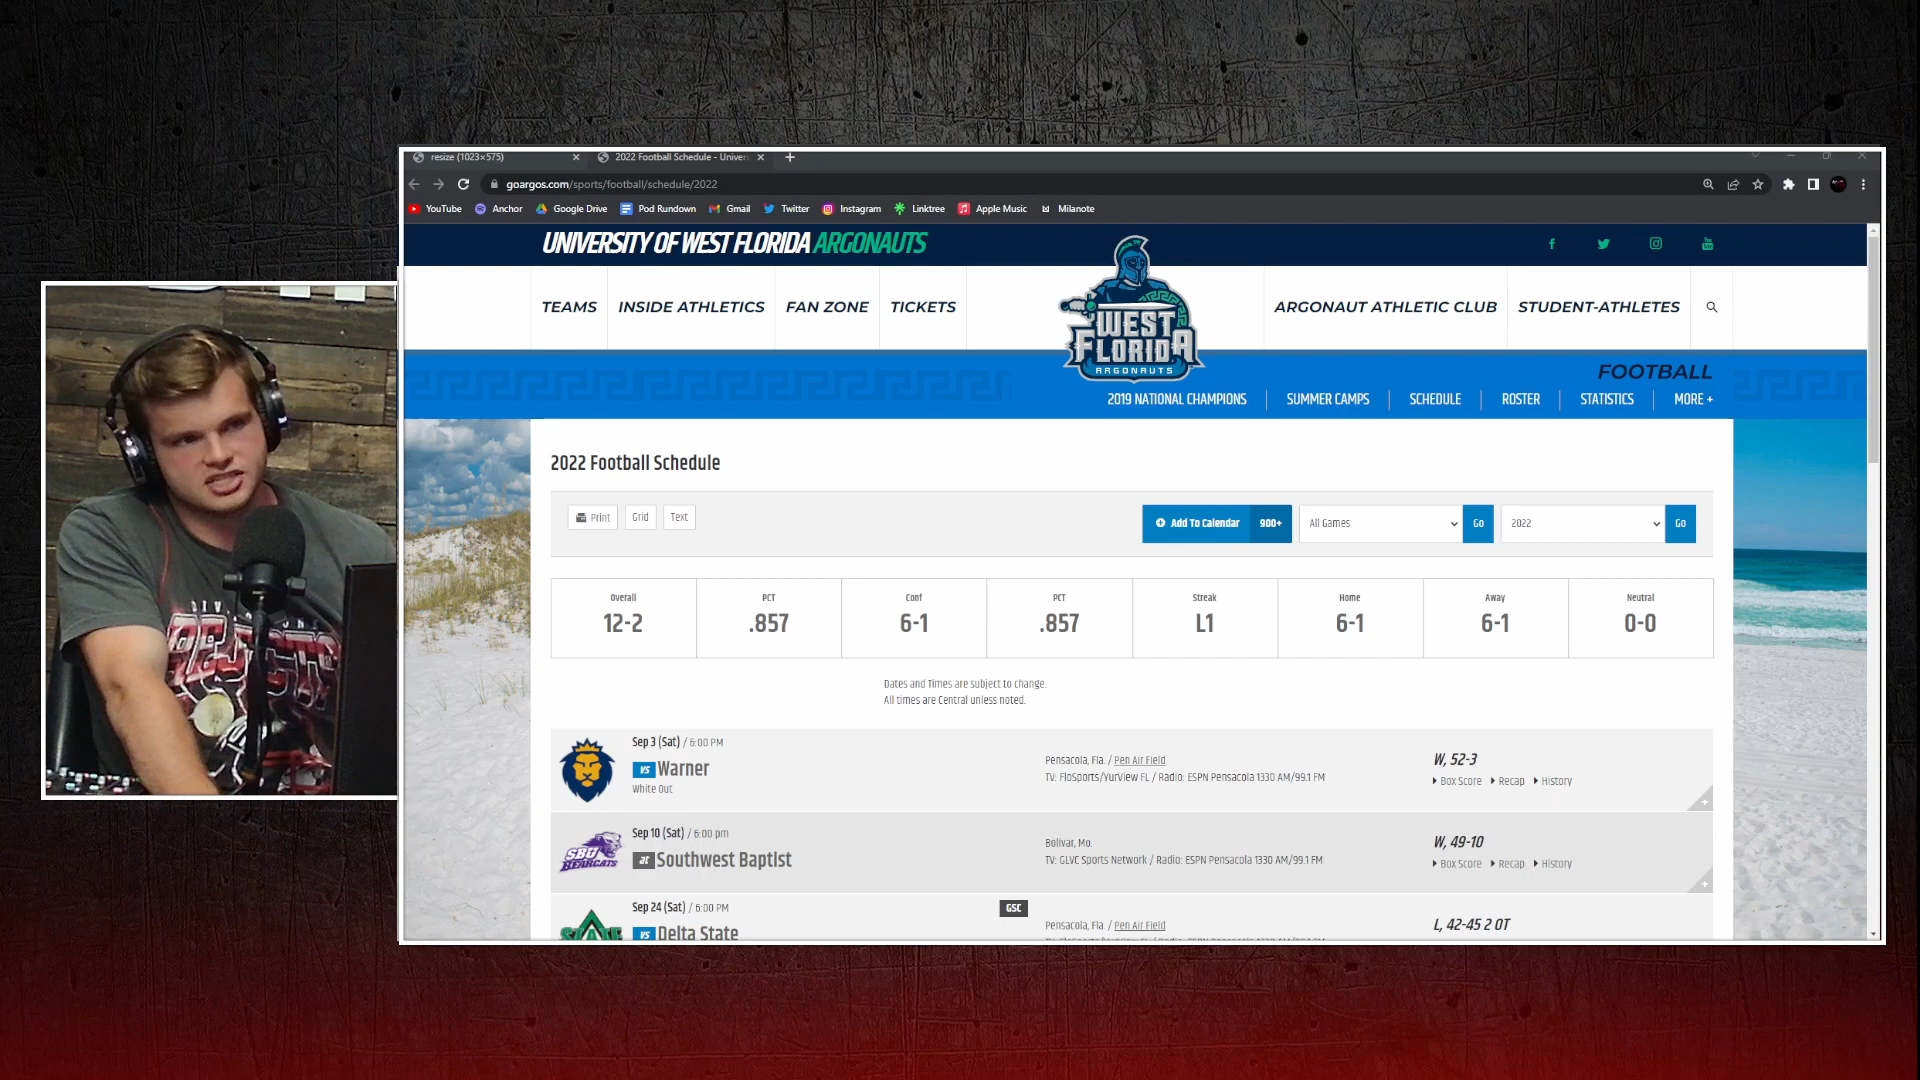 resize (1023×575)
2022 Football Schedule - Univer
goargos.com/sports/football/schedule/2022
YouTube Anchor Google Drive Pod Rundown Gmail Twitter Instagram Linktree Apple Music Milanote
UNIVERSITY OF WEST FLORIDA ARGONAUTS
TEAMS INSIDE ATHLETICS FAN ZONE TICKETS
WEST
FLORIDA
ARGONAUTS
ARGONAUT ATHLETIC CLUB STUDENT-ATHLETES
FOOTBALL
2019 NATIONAL CHAMPIONS SUMMER CAMPS SCHEDULE ROSTER STATISTICS MORE +
2022 Football Schedule
Print Grid Text
Add To Calendar 900+ All Games Go 2022 Go
Overall PCT Conf PCT Streak Home Away Neutral
12-2 .857 6-1 .857 L1 6-1 6-1 0-0
Dates and Times are subject to change.
All times are Central unless noted.
Sep 3 (Sat) / 6:00 PM
vs Warner
White Out
Pensacola, Fla. / Pen Air Field
TV: FloSports/YurView FL / Radio: ESPN Pensacola 1330 AM/99.1 FM
W, 52-3
Box Score Recap History
SBU
BEARCATS
Sep 10 (Sat) / 6:00 pm
at Southwest Baptist
Bolivar, Mo.
TV: GLVC Sports Network / Radio: ESPN Pensacola 1330 AM/99.1 FM
W, 49-10
Box Score Recap History
STATE
Sep 24 (Sat) / 6:00 PM
vs Delta State
GSC
Pensacola, Fla. / Pen Air Field
L, 42-45 2 OT